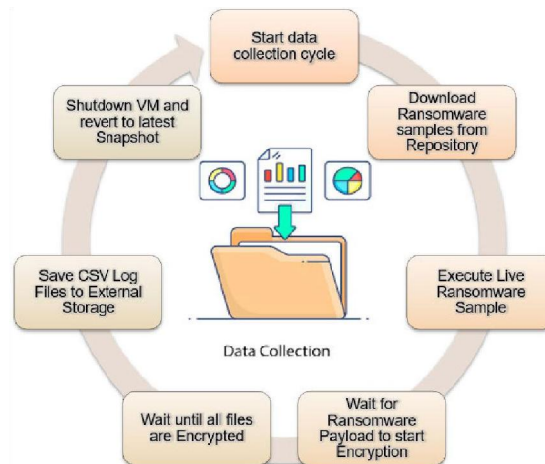 Start data
collection cycle
Download
Ransomware
samples from
Repository
Execute Live
Ransomware
Sample
Wait for
Ransomware
Payload to start
Encryption
Wait until all files
are Encrypted
Save CSV Log
Files to External
Storage
Shutdown VM and
revert to latest
Snapshot
Data Collection